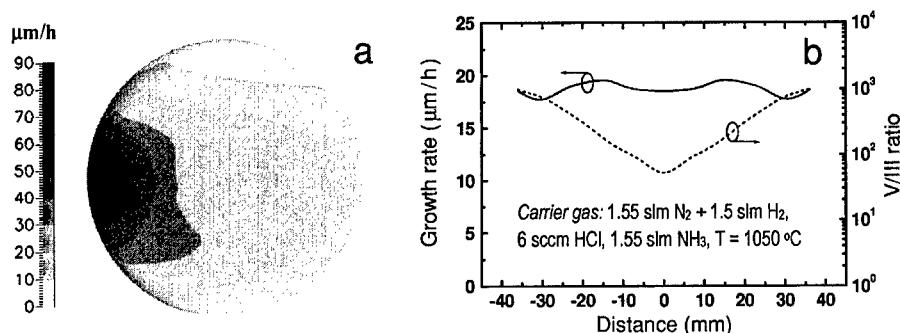 μm/h
90
80
70
60
50
40
30
20
10
0
a
b
Growth rate (μm/h)
25
20
15
10
5
0
Carrier gas: 1.55 slm N₂ + 1.5 slm H₂,
6 sccm HCl, 1.55 slm NH₃, T = 1050 ºC
-40 -30 -20 -10 0 10 20 30 40
Distance (mm)
10⁴
10³
10²
10¹
10⁰
V/III ratio